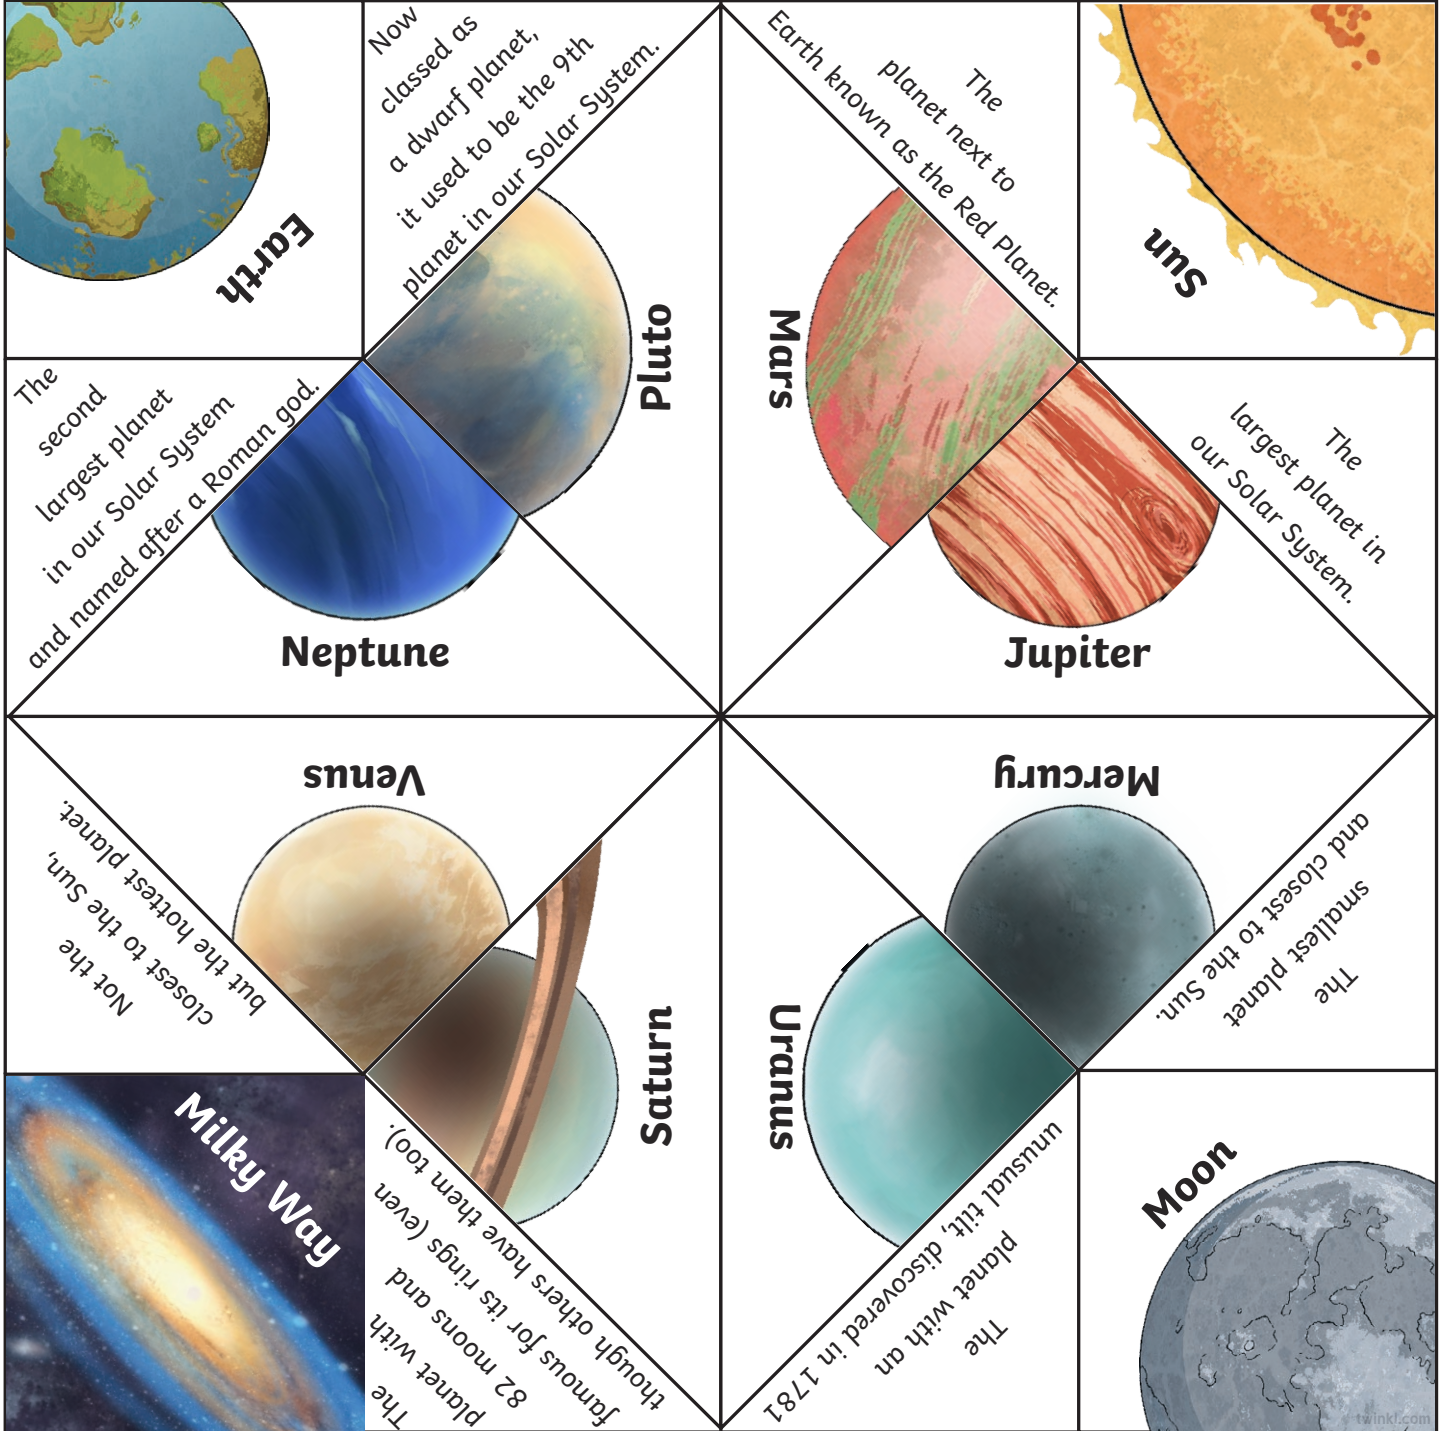 Earth
Now
classed as
a dwarf planet,
it used to be the 9th
planet in our Solar System.
Pluto
The
planet next to
Earth known as the Red Planet.
Mars
Sun
The
second
largest planet
in our Solar System
and named after a Roman god.
Neptune
The
largest planet in
our Solar System.
Jupiter
Venus
Not the
closest to the Sun,
but the hottest planet.
Mercury
The
smallest planet
and closest to the Sun.
Saturn
The
planet with
82 moons and
famous for its rings (even
though others have them too).
Uranus
The
planet with an
unusual tilt, discovered in 1781
Milky Way
Moon
twinkl.com